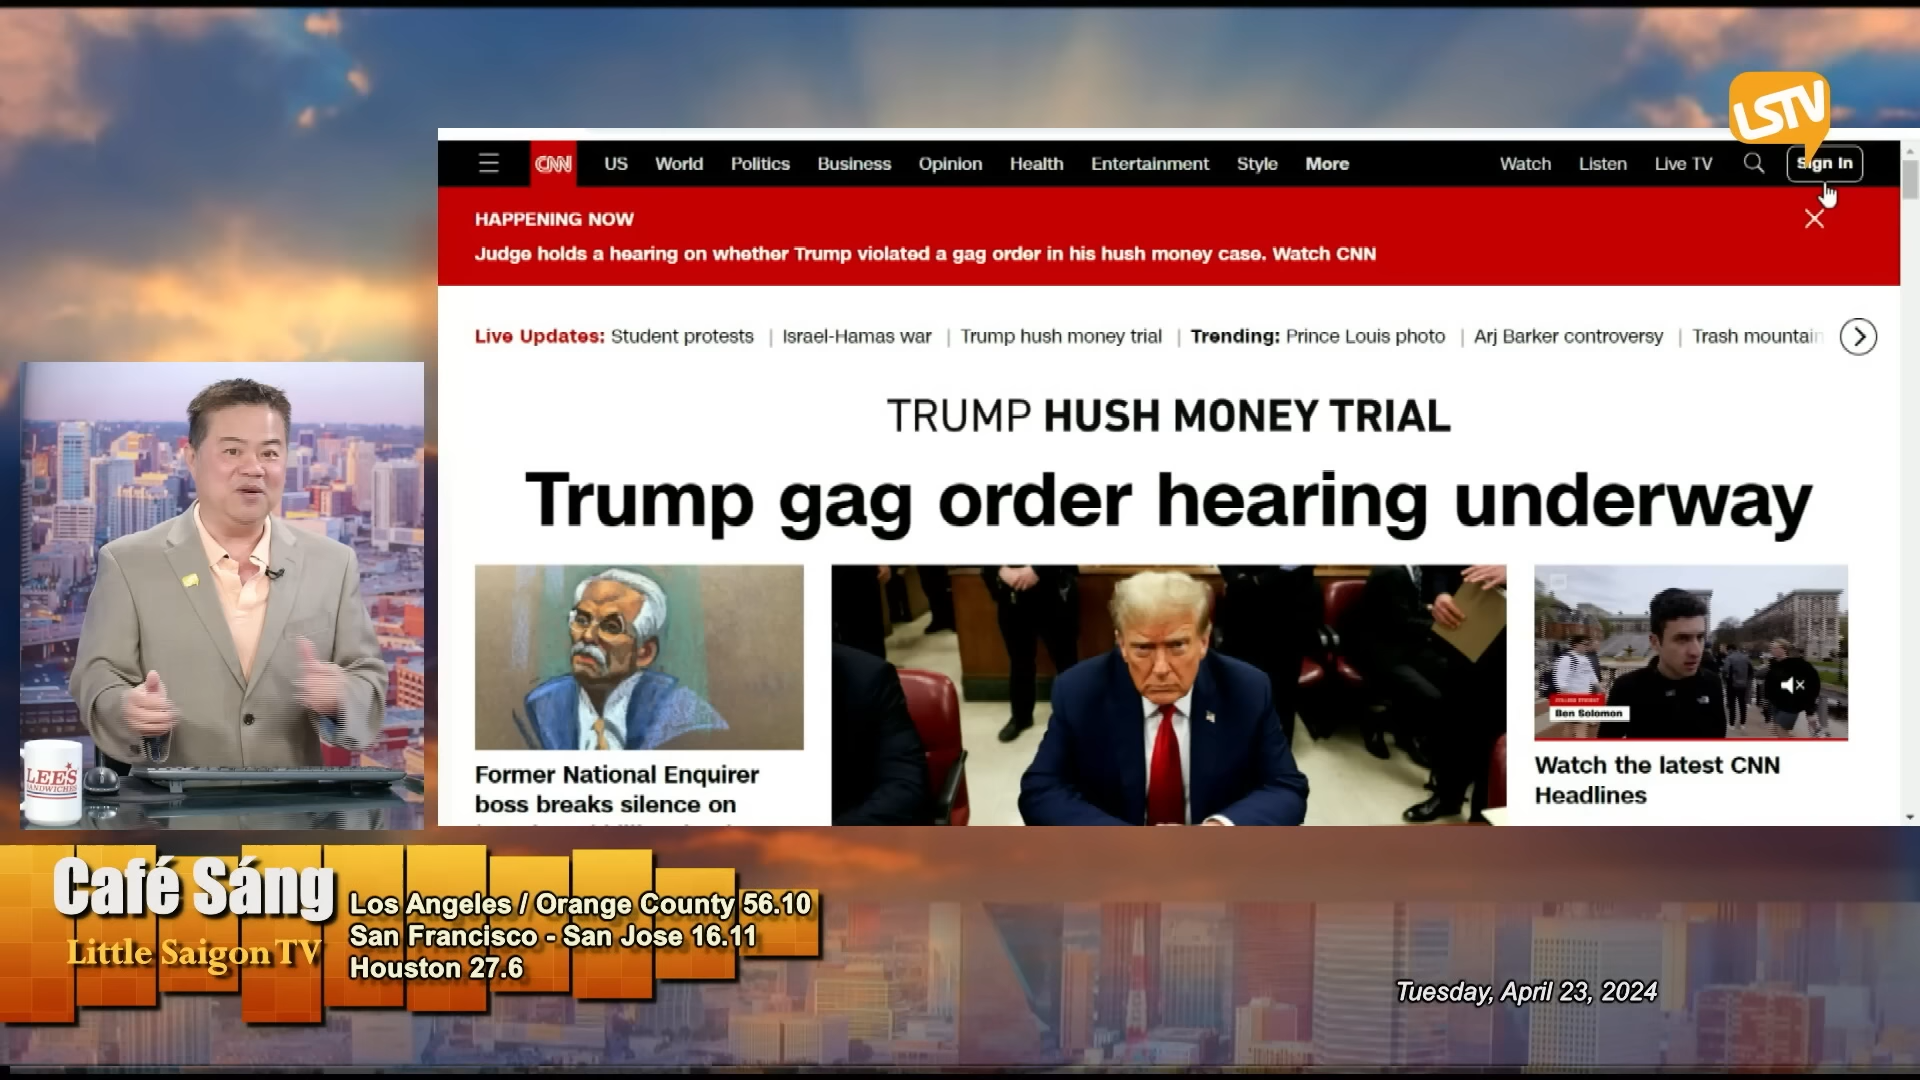 LSTV
CNN US World Politics Business Opinion Health Entertainment Style More Watch Listen Live TV Sign In
HAPPENING NOW
Judge holds a hearing on whether Trump violated a gag order in his hush money case. Watch CNN
Live Updates: Student protests | Israel-Hamas war | Trump hush money trial | Trending: Prince Louis photo | Arj Barker controversy | Trash mountain
TRUMP HUSH MONEY TRIAL
Trump gag order hearing underway
Former National Enquirer
boss breaks silence on
Ben Solomon
Watch the latest CNN
Headlines
LEE'S
SANDWICHES
Café Sáng
Little Saigon TV
Los Angeles / Orange County 56.10
San Francisco - San Jose 16.11
Houston 27.6
Tuesday, April 23, 2024